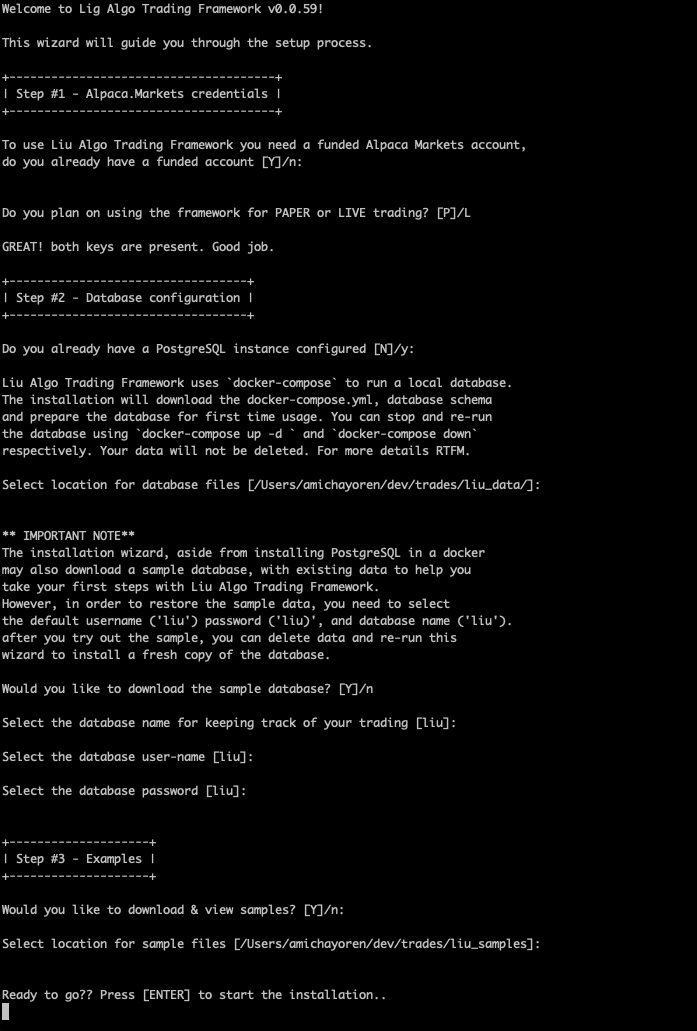 Welcome to Lig Algo Trading Framework v0.0.59!
This wizard will guide you through the setup process.
+--------------------------------------+
| Step #1 - Alpaca.Markets credentials |
+--------------------------------------+
To use Liu Algo Trading Framework you need a funded Alpaca Markets account,
do you already have a funded account [Y]/n:
Do you plan on using the framework for PAPER or LIVE trading? [P]/L
GREAT! both keys are present. Good job.
+----------------------------------+
| Step #2 - Database configuration |
+----------------------------------+
Do you already have a PostgreSQL instance configured [N]/y:
Liu Algo Trading Framework uses `docker-compose` to run a local database.
The installation will download the docker-compose.yml, database schema
and prepare the database for first time usage. You can stop and re-run
the database using `docker-compose up -d ` and `docker-compose down`
respectively. Your data will not be deleted. For more details RTFM.
Select location for database files [/Users/amichayoren/dev/trades/liu_data/]:
** IMPORTANT NOTE**
The installation wizard, aside from installing PostgreSQL in a docker
may also download a sample database, with existing data to help you
take your first steps with Liu Algo Trading Framework.
However, in order to restore the sample data, you need to select
the default username ('liu') password ('liu)', and database name ('liu').
after you try out the sample, you can delete data and re-run this
wizard to install a fresh copy of the database.
Would you like to download the sample database? [Y]/n
Select the database name for keeping track of your trading [liu]:
Select the database user-name [liu]:
Select the database password [liu]:
+--------------------+
| Step #3 - Examples |
+--------------------+
Would you like to download & view samples? [Y]/n:
Select location for sample files [/Users/amichayoren/dev/trades/liu_samples]:
Ready to go?? Press [ENTER] to start the installation..